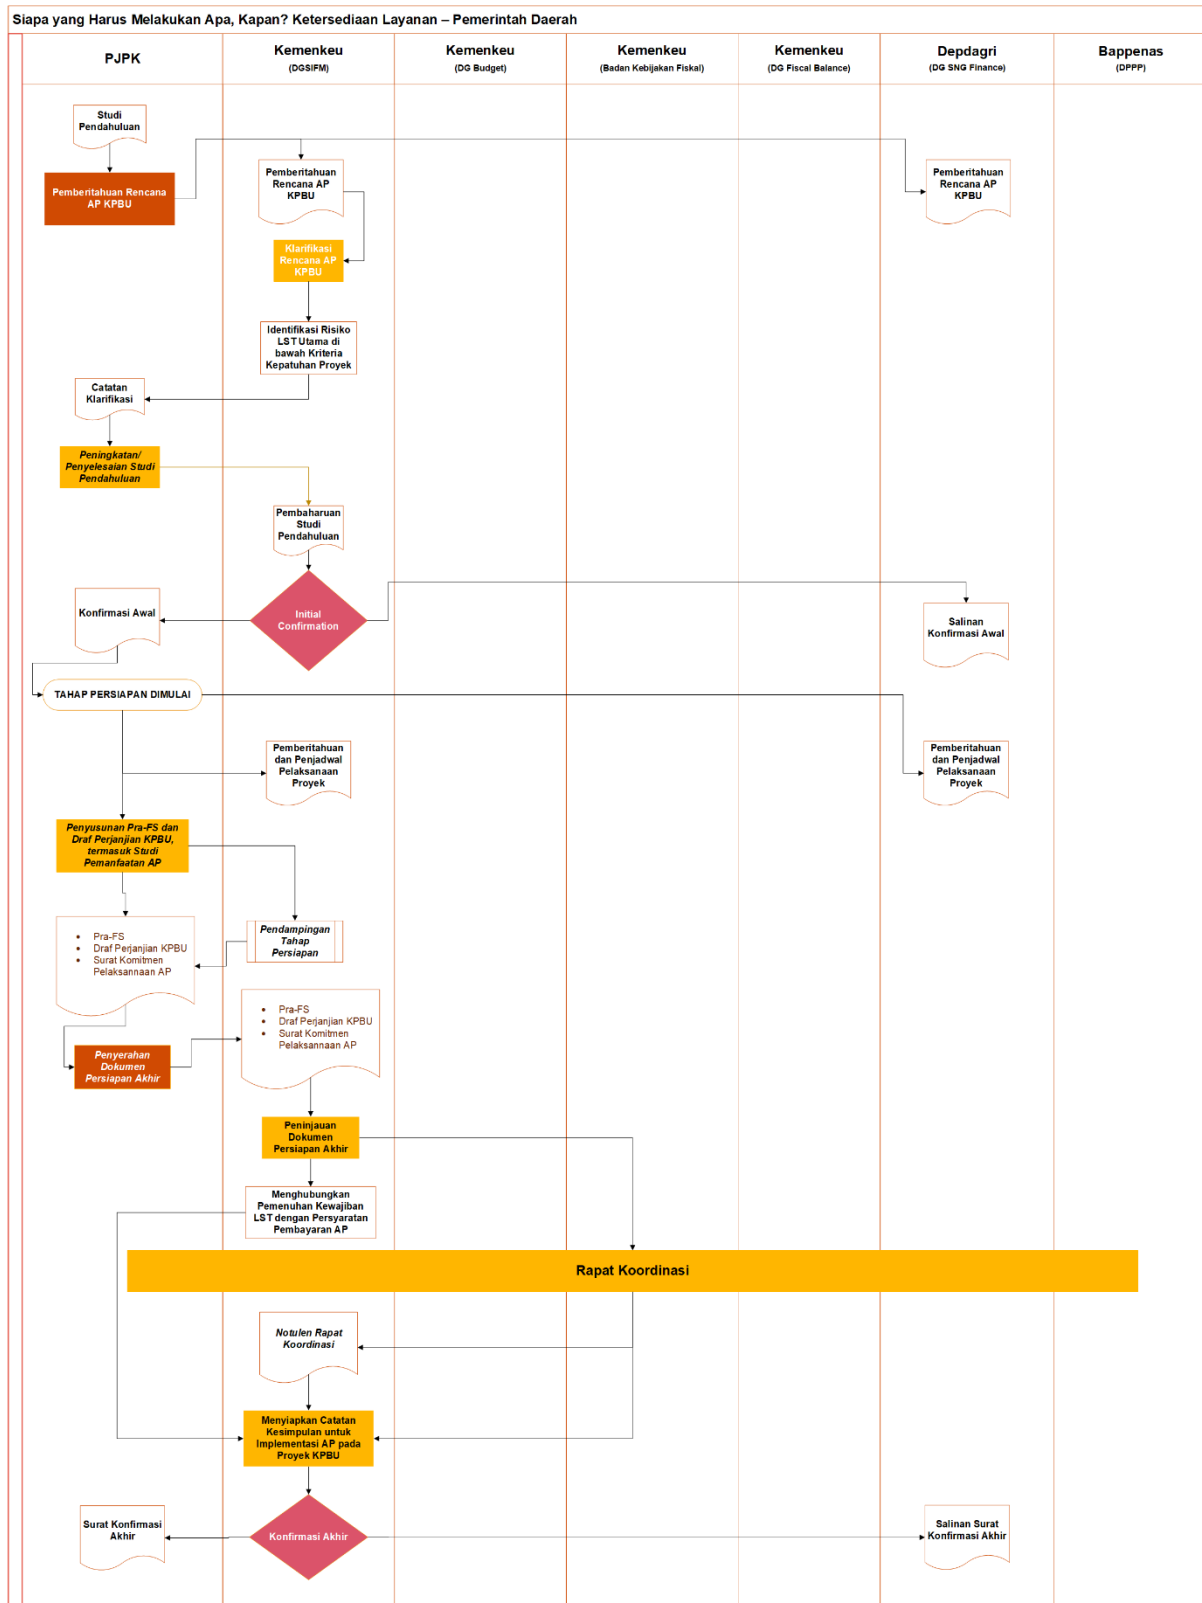 Siapa yang Harus Melakukan Apa, Kapan? Ketersediaan Layanan – Pemerintah Daerah
PJPK
Kemenkeu
(DGSIFM)
Kemenkeu
(DG Budget)
Kemenkeu
(Badan Kebijakan Fiskal)
Kemenkeu
(DG Fiscal Balance)
Depdagri
(DG SNG Finance)
Bappenas
(DPPP)
Studi
Pendahuluan
Pemberitahuan Rencana
AP KPBU
Pemberitahuan
Rencana AP
KPBU
Pemberitahuan
Rencana AP
KPBU
Klarifikasi
Rencana AP
KPBU
Identifikasi Risiko
LST Utama di
bawah Kriteria
Kepatuhan Proyek
Catatan
Klarifikasi
Peningkatan/
Penyelesaian Studi
Pendahuluan
Pembaharuan
Studi
Pendahuluan
Initial
Confirmation
Konfirmasi Awal
Salinan
Konfirmasi Awal
TAHAP PERSIAPAN DIMULAI
Pemberitahuan
dan Penjadwal
Pelaksanaan
Proyek
Pemberitahuan
dan Penjadwal
Pelaksanaan
Proyek
Penyusunan Pra-FS dan
Draf Perjanjian KPBU,
termasuk Studi
Pemanfaatan AP
Pendampingan
Tahap
Persiapan
• Pra-FS
• Draf Perjanjian KPBU
• Surat Komitmen
Pelaksannaan AP
• Pra-FS
• Draf Perjanjian KPBU
• Surat Komitmen
Pelaksannaan AP
Penyerahan
Dokumen
Persiapan Akhir
Peninjauan
Dokumen
Persiapan Akhir
Menghubungkan
Pemenuhan Kewajiban
LST dengan Persyaratan
Pembayaran AP
Rapat Koordinasi
Notulen Rapat
Koordinasi
Menyiapkan Catatan
Kesimpulan untuk
Implementasi AP pada
Proyek KPBU
Konfirmasi Akhir
Surat Konfirmasi
Akhir
Salinan Surat
Konfirmasi Akhir